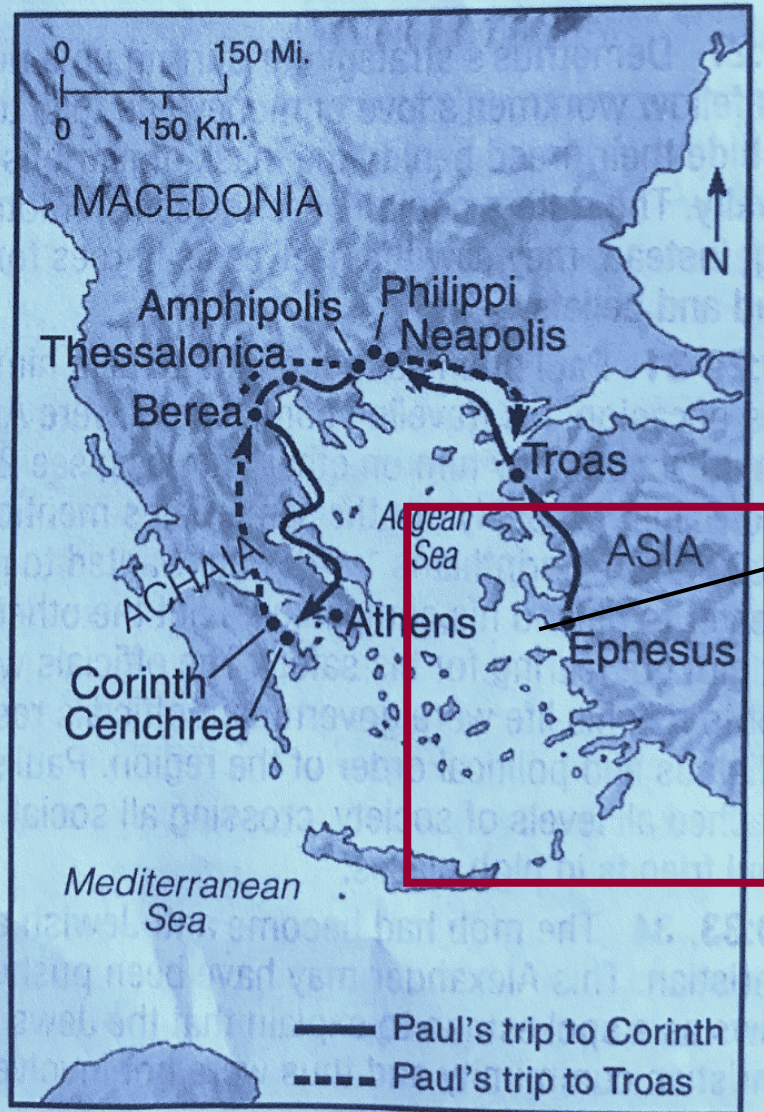 0 150 Mi.
0 150 Km.
MACEDONIA
N
Amphipolis
Philippi
Neapolis
Thessalonica
Berea
Troas
Aegean
Sea
ASIA
ACHAIA
Athens
Ephesus
Corinth
Cenchrea
Mediterranean
Sea
Paul's trip to Corinth
Paul's trip to Troas